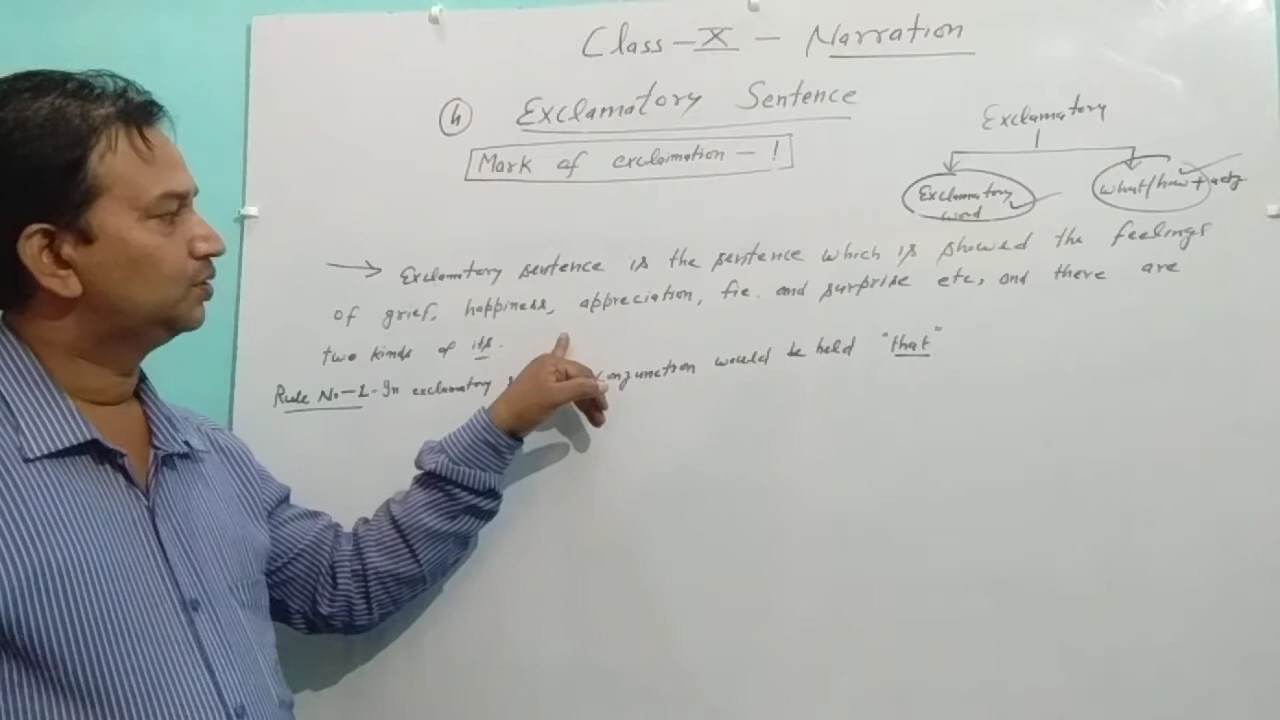 Class - X - Narration
(4) Exclamatory Sentence
Mark of exclaimation - !
Exclamatory
Exclamatory word
what/how + adj
→ Exclamtory sentence is the sentence which is showed the feelings
of grief, happiness, appreciation, fie. and surprise etc, and there are
two kinds of its.
Rule No-1- In exclamatory conjunction would be held "that"